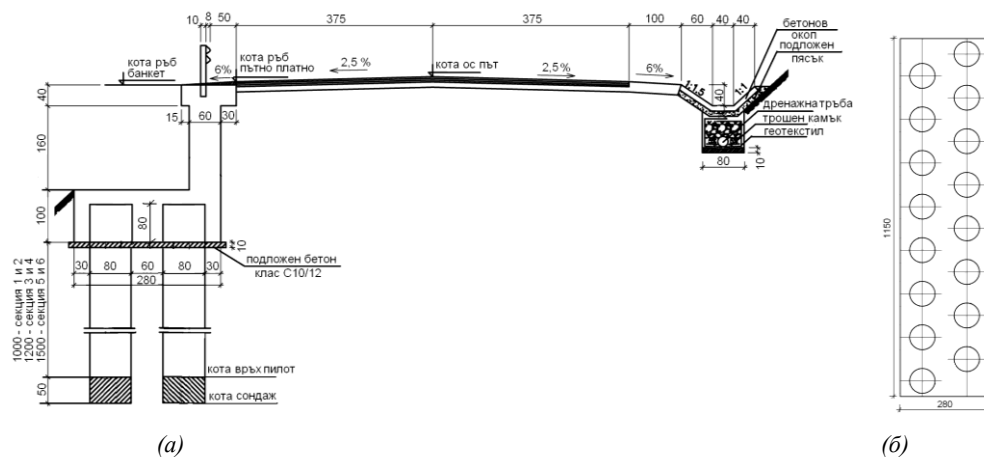 10 8 50
375
375
100
60
40
40
бетонов
окоп
подложен
пясък
кота ръб
банкет
6%
кота ръб
пътно платно
2,5 %
кота ос път
2,5%
6%
1:1,5
40
1:1
40
15
60
30
дренажна тръба
трошен камък
геотекстил
80
10
160
100
80
10
подложен бетон
клас С10/12
30
80
60
80
30
280
1000 - секция 1 и 2
1200 - секция 3 и 4
1500 - секция 5 и 6
50
кота връх пилот
кота сондаж
1150
280
(а)
(б)